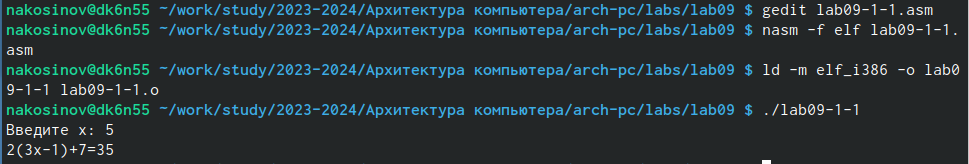 nakosinov@dk6n55 ~/work/study/2023-2024/Архитектура компьютера/arch-pc/labs/lab09 $ gedit lab09-1-1.asm
nakosinov@dk6n55 ~/work/study/2023-2024/Архитектура компьютера/arch-pc/labs/lab09 $ nasm -f elf lab09-1-1.
asm
nakosinov@dk6n55 ~/work/study/2023-2024/Архитектура компьютера/arch-pc/labs/lab09 $ ld -m elf_i386 -o lab0
9-1-1 lab09-1-1.o
nakosinov@dk6n55 ~/work/study/2023-2024/Архитектура компьютера/arch-pc/labs/lab09 $ ./lab09-1-1
Введите x: 5
2(3x-1)+7=35